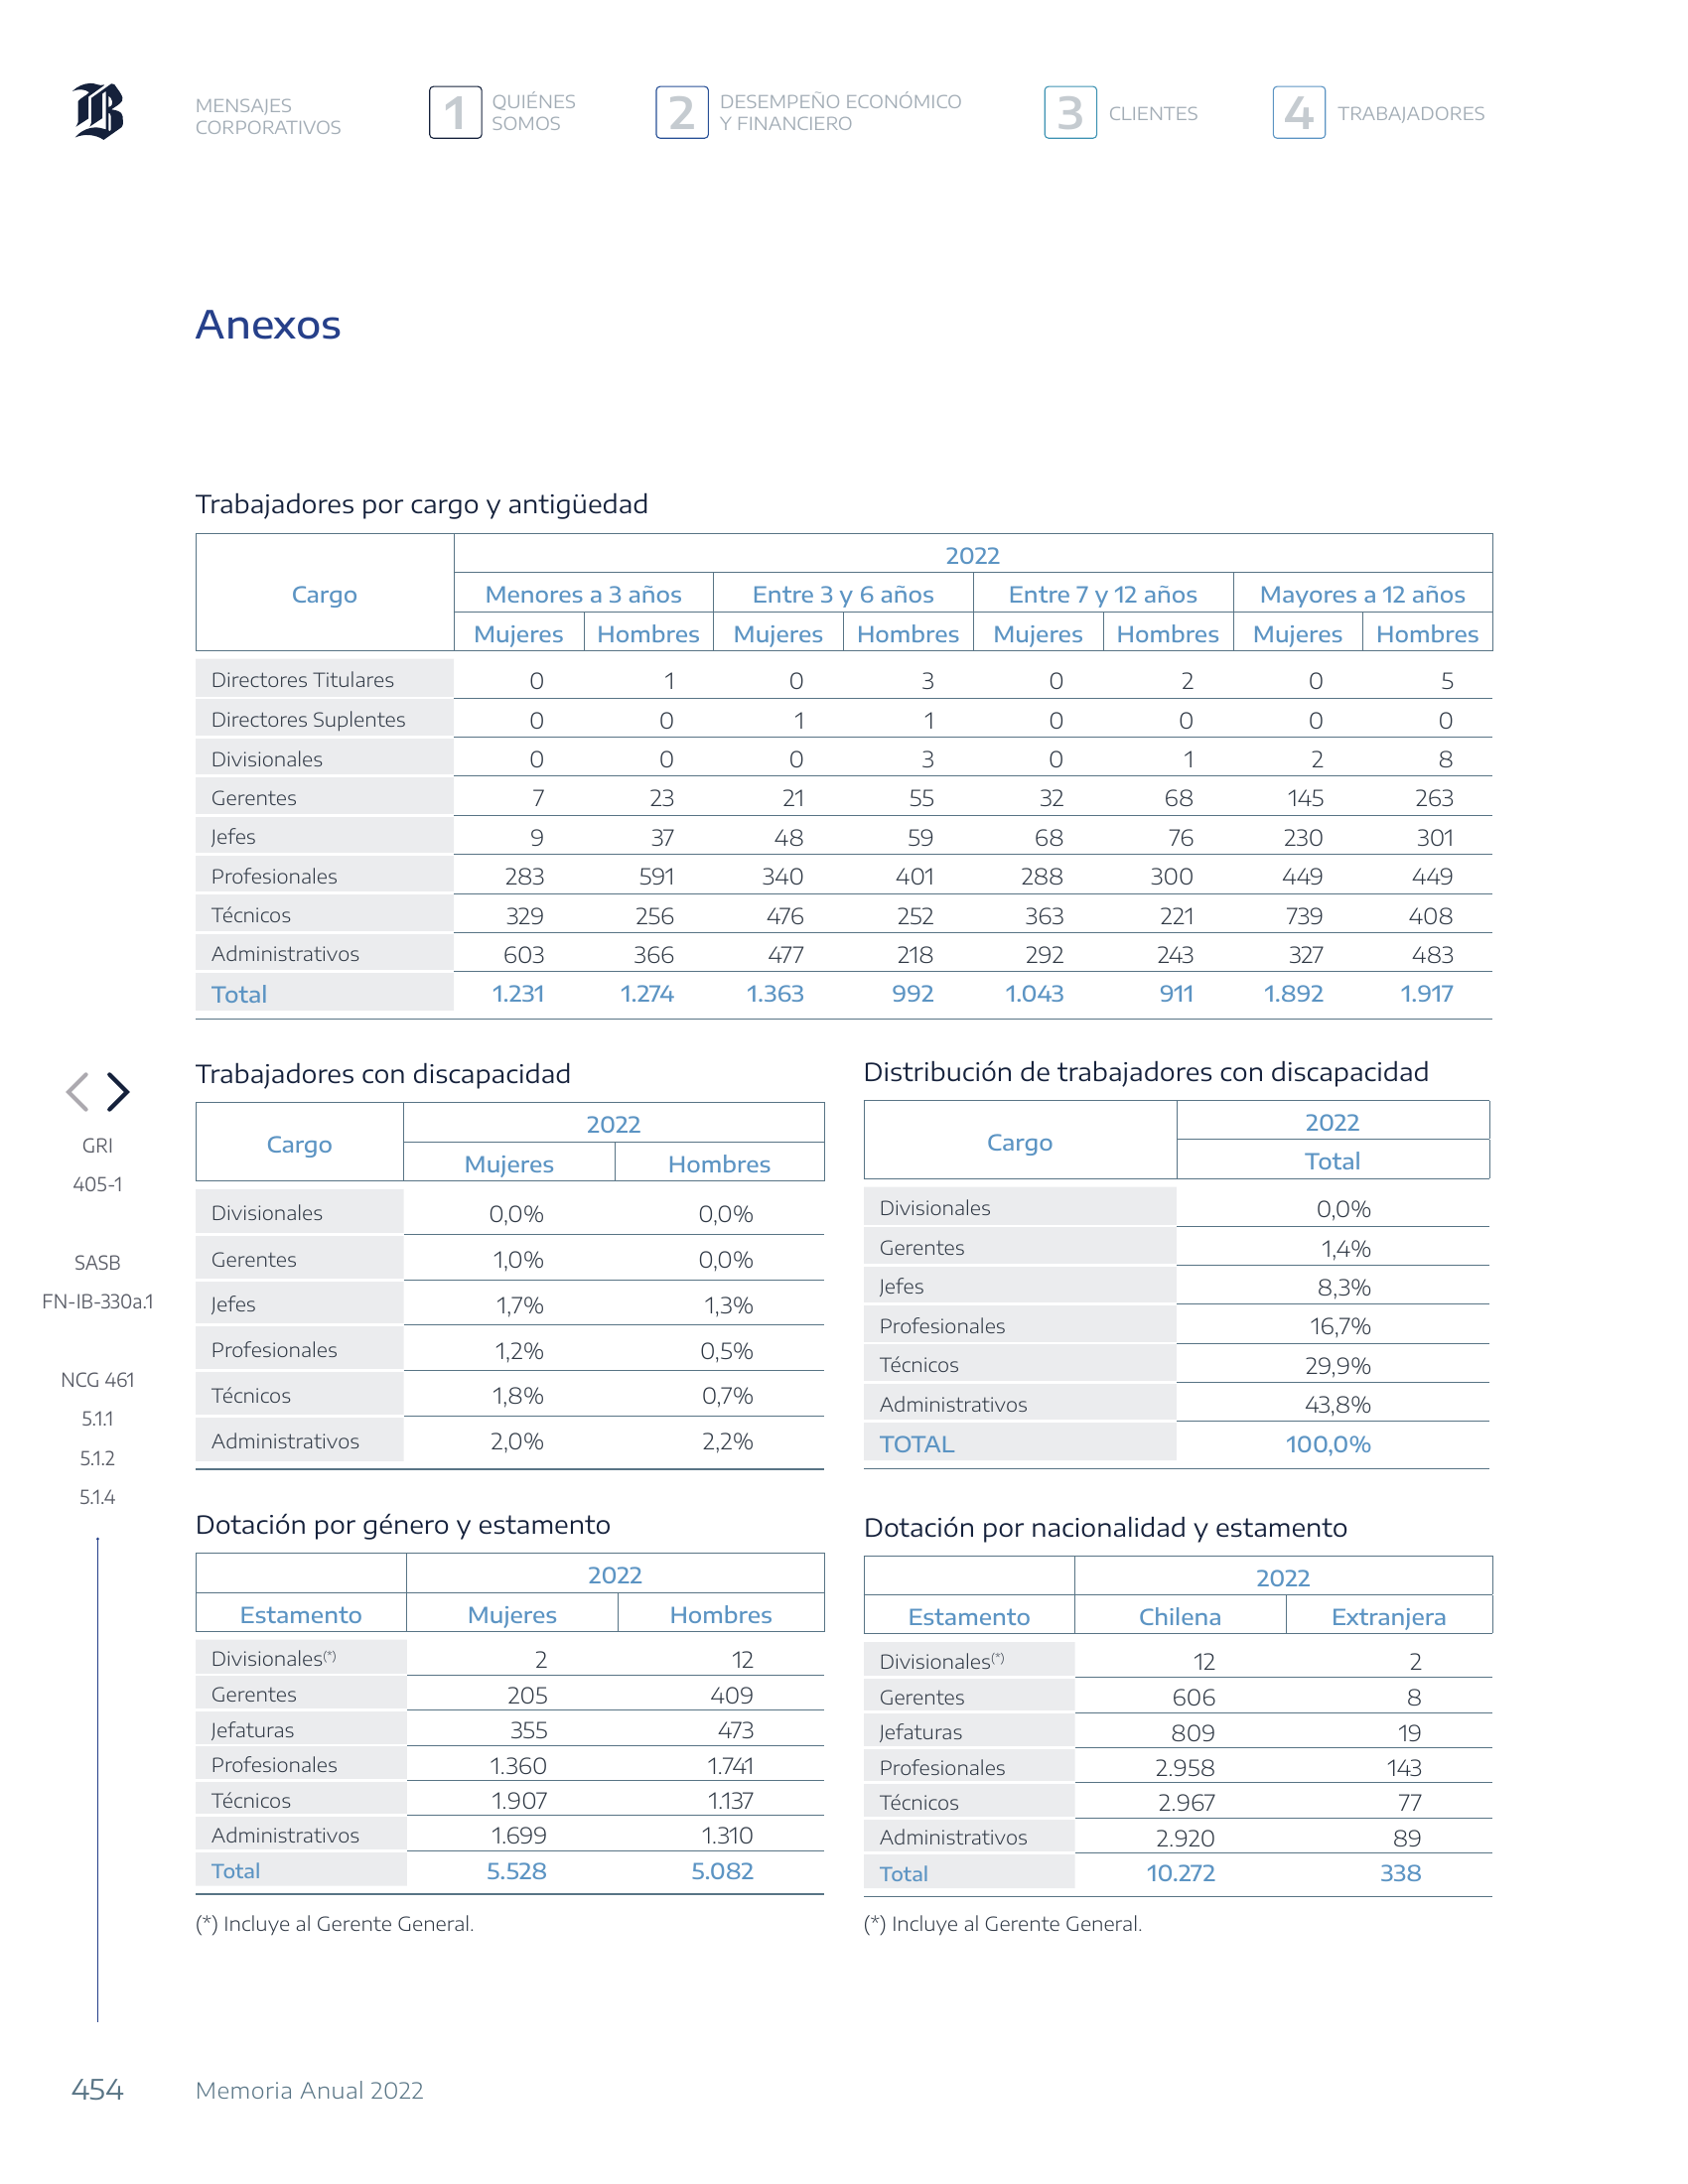 MENSAJES
CORPORATIVOS
1 QUIÉNES
SOMOS
2 DESEMPEÑO ECONÓMICO
Y FINANCIERO
3 CLIENTES
4 TRABAJADORES
Anexos
Trabajadores por cargo y antigüedad
Cargo
2022
Menores a 3 años Entre 3 y 6 años Entre 7 y 12 años Mayores a 12 años
Mujeres Hombres Mujeres Hombres Mujeres Hombres Mujeres Hombres
Directores Titulares 0 1 0 3 0 2 0 5
Directores Suplentes 0 0 1 1 0 0 0 0
Divisionales 0 0 0 3 0 1 2 8
Gerentes 7 23 21 55 32 68 145 263
Jefes 9 37 48 59 68 76 230 301
Profesionales 283 591 340 401 288 300 449 449
Técnicos 329 256 476 252 363 221 739 408
Administrativos 603 366 477 218 292 243 327 483
Total 1.231 1.274 1.363 992 1.043 911 1.892 1.917
Trabajadores con discapacidad
Cargo
2022
Mujeres Hombres
Divisionales 0,0% 0,0%
Gerentes 1,0% 0,0%
Jefes 1,7% 1,3%
Profesionales 1,2% 0,5%
Técnicos 1,8% 0,7%
Administrativos 2,0% 2,2%
Distribución de trabajadores con discapacidad
Cargo
2022
Total
Divisionales 0,0%
Gerentes 1,4%
Jefes 8,3%
Profesionales 16,7%
Técnicos 29,9%
Administrativos 43,8%
TOTAL 100,0%
GRI
405-1
SASB
FN-IB-330a.1
NCG 461
5.1.1
5.1.2
5.1.4
Dotación por género y estamento
2022
Estamento Mujeres Hombres
Divisionales(*) 2 12
Gerentes 205 409
Jefaturas 355 473
Profesionales 1.360 1.741
Técnicos 1.907 1.137
Administrativos 1.699 1.310
Total 5.528 5.082
(*) Incluye al Gerente General.
Dotación por nacionalidad y estamento
2022
Estamento Chilena Extranjera
Divisionales(*) 12 2
Gerentes 606 8
Jefaturas 809 19
Profesionales 2.958 143
Técnicos 2.967 77
Administrativos 2.920 89
Total 10.272 338
(*) Incluye al Gerente General.
454 Memoria Anual 2022